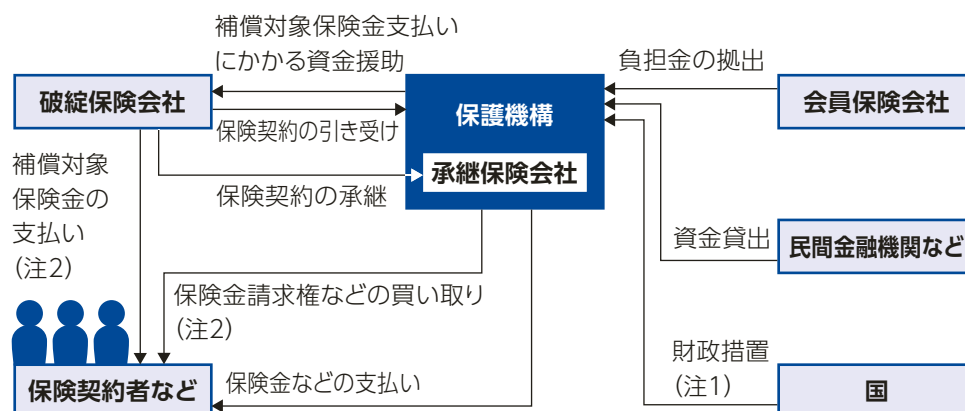 補償対象保険金支払い
にかかる資金援助
負担金の拠出
破綻保険会社
保護機構
会員保険会社
保険契約の引き受け
承継保険会社
補償対象
保険金の
支払い
(注2)
保険契約の承継
資金貸出
民間金融機関など
保険金請求権などの買い取り
(注2)
財政措置
(注1)
保険契約者など
保険金などの支払い
国